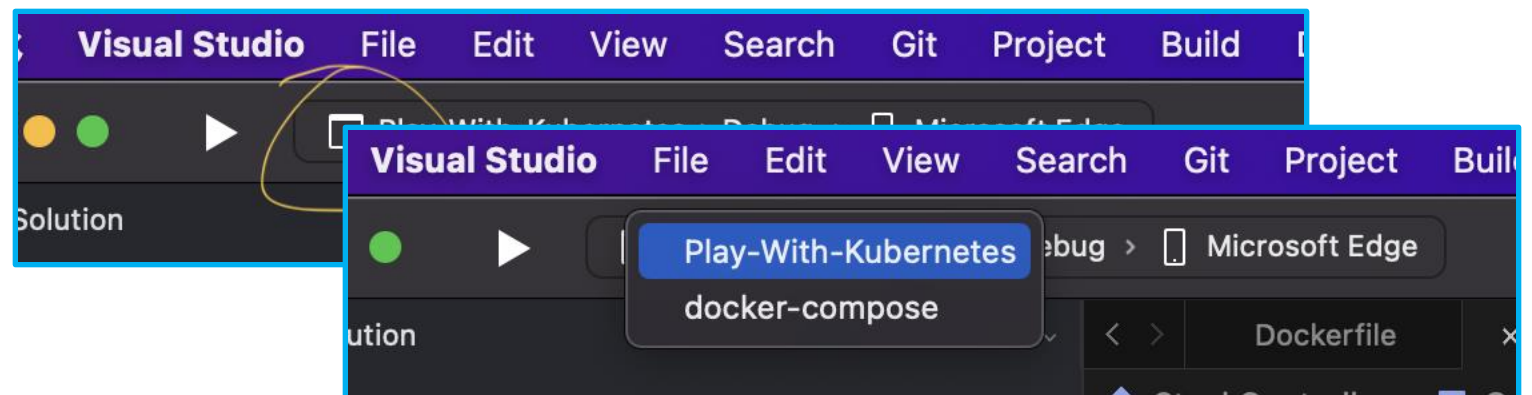 Visual Studio File Edit View Search Git Project Build
Solution
Visual Studio File Edit View Search Git Project Buil
Play-With-Kubernetes
ebug > Microsoft Edge
docker-compose
ution
< > Dockerfile ×